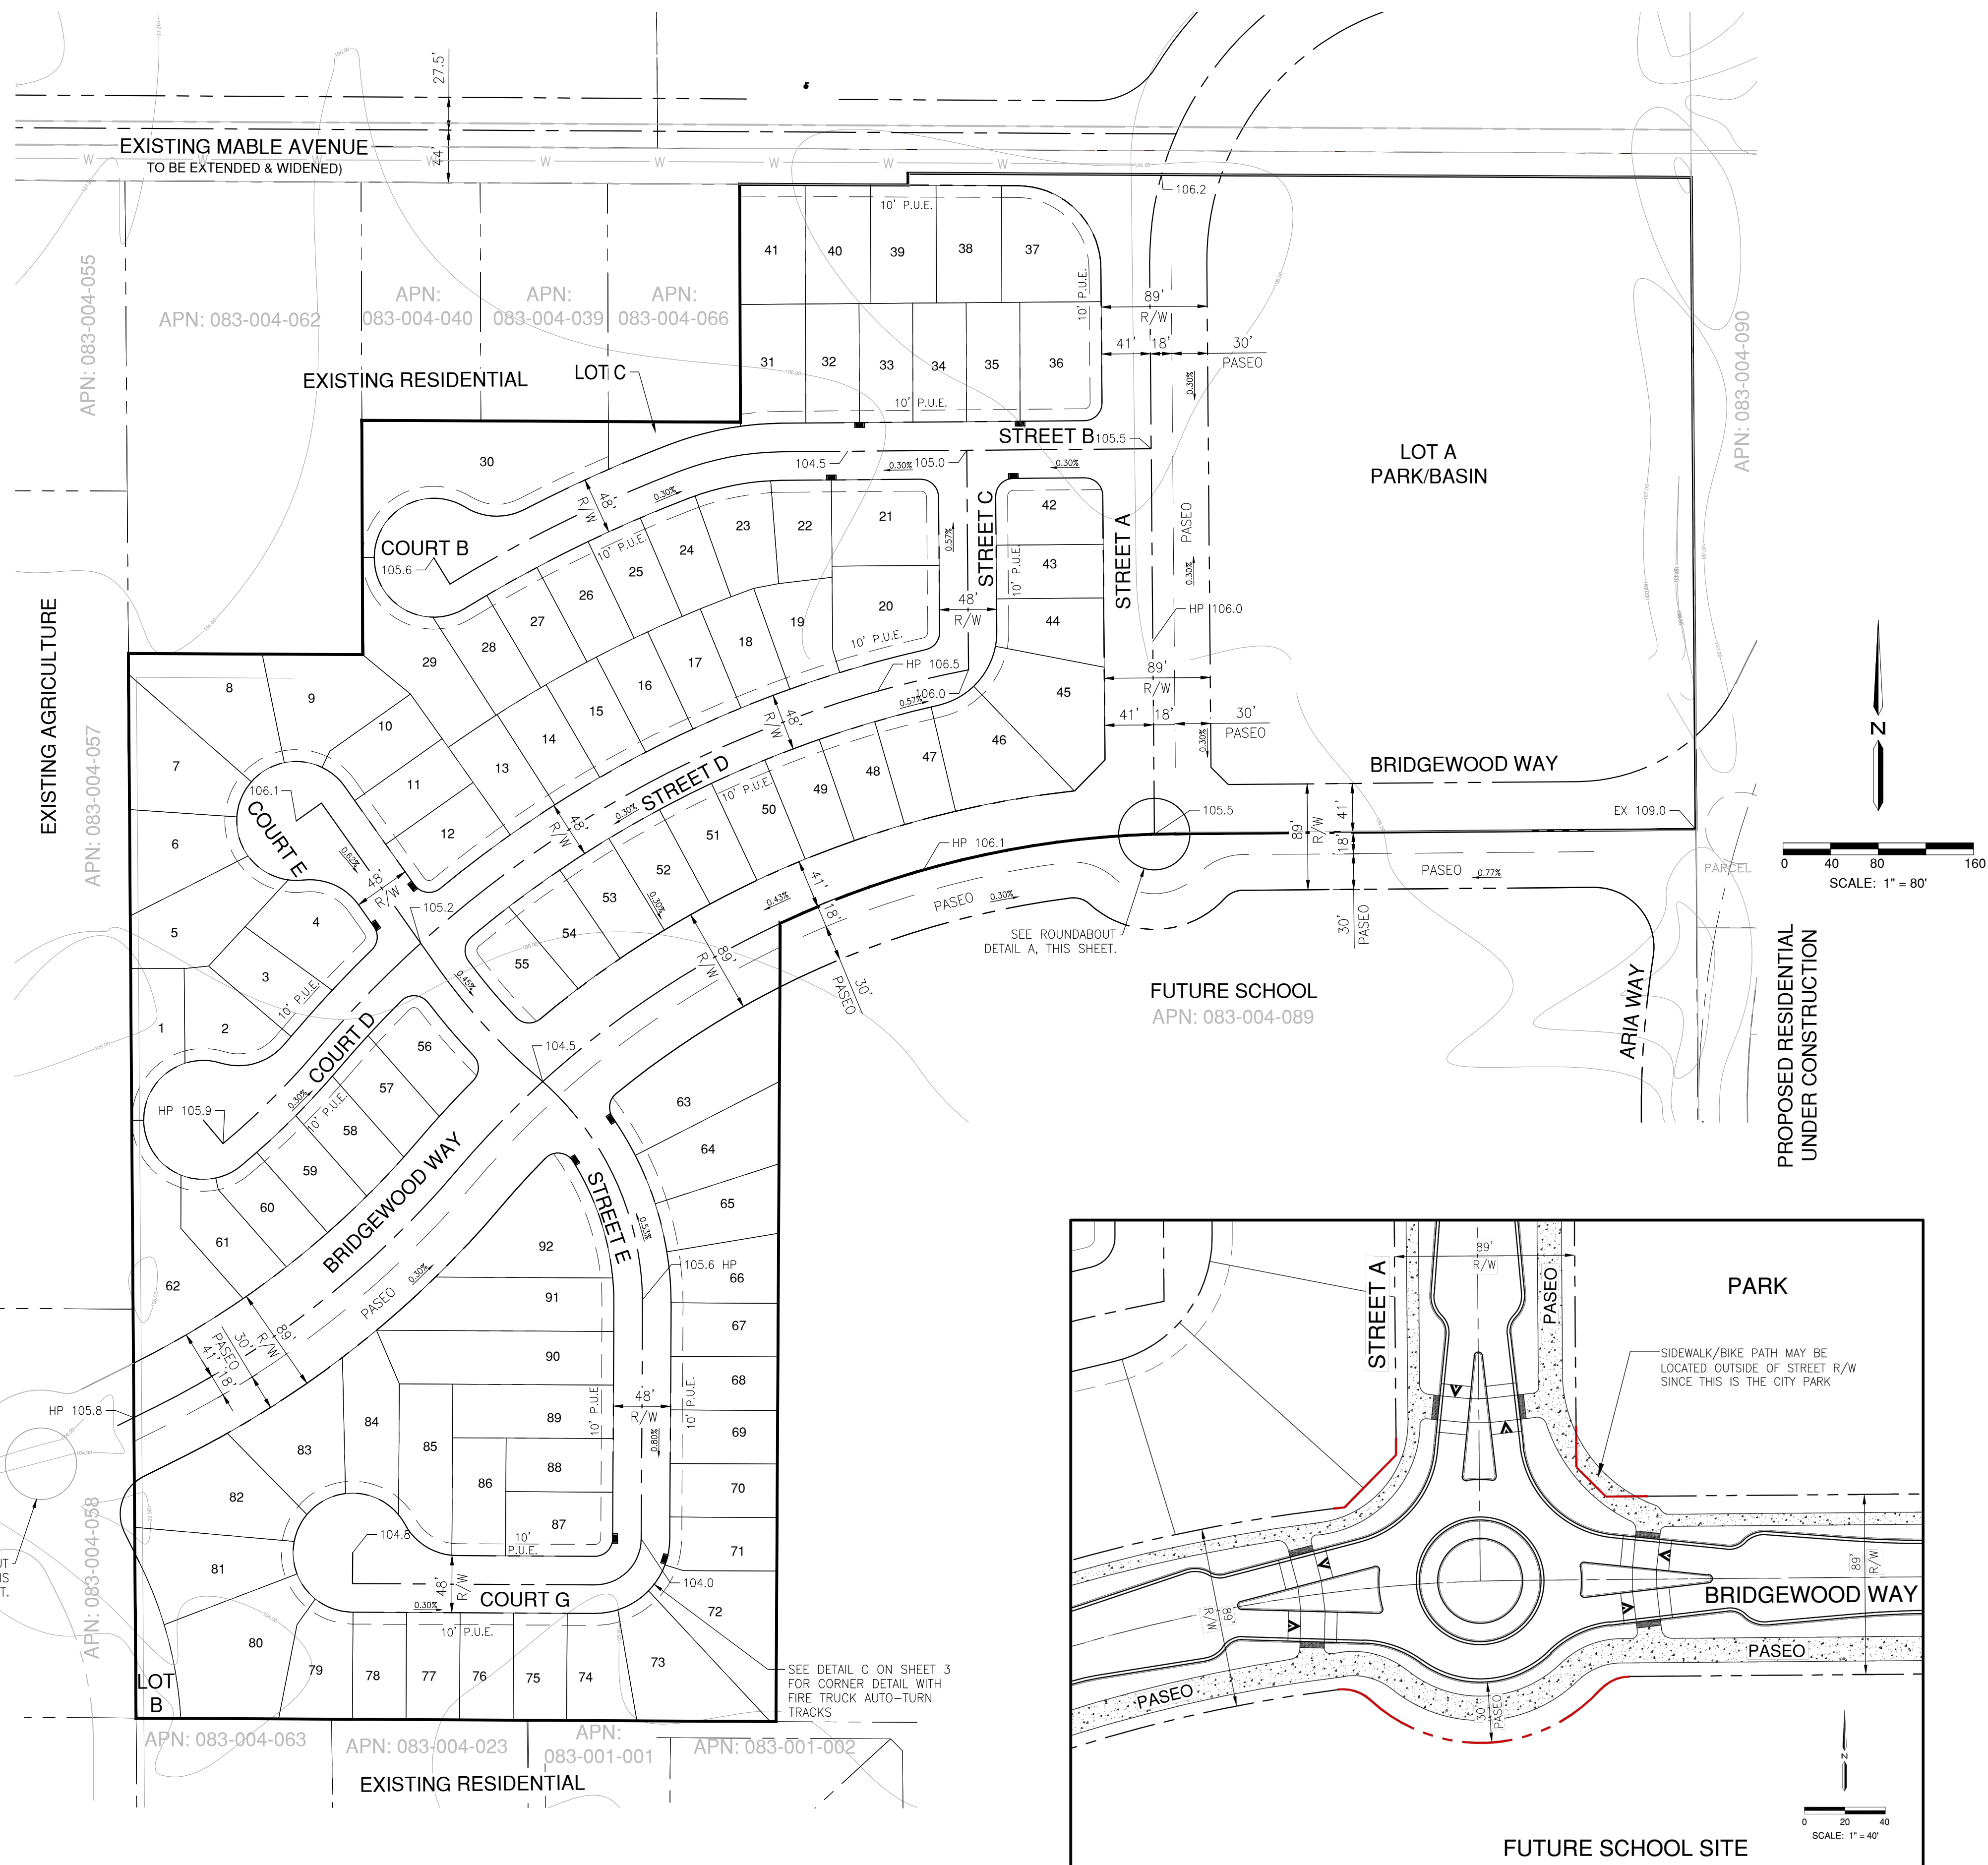 27.5'
44'
EXISTING MABLE AVENUE
TO BE EXTENDED & WIDENED)
W W W W W W W W W
106.2
10' P.U.E.
41
40
39
38
37
10' P.U.E.
APN: 083-004-055
APN: 083-004-062
APN:
083-004-040
APN:
083-004-039
APN:
083-004-066
APN: 083-004-090
89'
R/W
41'
18'
30'
PASEO
0.30%
31
32
33
34
35
36
10' P.U.E.
10' P.U.E.
EXISTING RESIDENTIAL
LOT C
STREET B
105.5
104.5
0.30%
105.0
0.30%
LOT A
PARK/BASIN
30
48'
R/W
0.30%
COURT B
105.6
10' P.U.E.
21
22
23
24
25
26
27
28
29
20
19
18
17
16
15
14
13
12
11
10
9
8
7
6
5
4
3
2
1
STREET C
0.57%
48'
R/W
10' P.U.E.
42
43
10' P.U.E.
44
45
STREET A
PASEO
0.30%
HP 106.0
HP 106.5
106.0
0.57%
89'
R/W
41'
18'
30'
PASEO
0.30%
EXISTING AGRICULTURE
APN: 083-004-057
46
47
48
49
50
51
52
53
54
55
48'
R/W
STREET D
0.30%
10' P.U.E.
48'
R/W
0.30%
COURT E
106.1
0.62%
48'
R/W
105.2
BRIDGEWOOD WAY
EX 109.0
105.5
HP 106.1
89'
R/W
41'
18'
30'
PASEO
PASEO
0.77%
PARCEL
N
0 40 80 160
SCALE: 1" = 80'
0.43%
41'
18'
30'
PASEO
PASEO
0.30%
89'
R/W
SEE ROUNDABOUT
DETAIL A, THIS SHEET.
FUTURE SCHOOL
APN: 083-004-089
ARIA WAY
PROPOSED RESIDENTIAL
UNDER CONSTRUCTION
0.45%
10' P.U.E.
COURT D
0.30%
10' P.U.E.
HP 105.9
104.5
56
57
58
59
60
61
62
BRIDGEWOOD WAY
PASEO
0.30%
89'
R/W
30'
PASEO
41'
18'
HP 105.8
63
64
65
66
67
68
69
70
71
72
73
74
75
76
77
78
79
80
81
82
83
84
85
86
87
88
89
90
91
92
STREET E
0.53%
105.6 HP
10' P.U.E.
48'
R/W
10' P.U.E.
0.80%
10'
P.U.E.
104.8
104.0
48'
R/W
0.30%
COURT G
10' P.U.E.
SEE DETAIL C ON SHEET 3
FOR CORNER DETAIL WITH
FIRE TRUCK AUTO-TURN
TRACKS
LOT
B
APN: 083-004-058
APN: 083-004-063
APN: 083-004-023
APN:
083-001-001
APN: 083-001-002
EXISTING RESIDENTIAL
89'
R/W
STREET A
PASEO
PARK
SIDEWALK/BIKE PATH MAY BE
LOCATED OUTSIDE OF STREET R/W
SINCE THIS IS THE CITY PARK
89'
R/W
89'
R/W
BRIDGEWOOD WAY
PASEO
PASEO
30'
PASEO
N
0 20 40
SCALE: 1" = 40'
FUTURE SCHOOL SITE